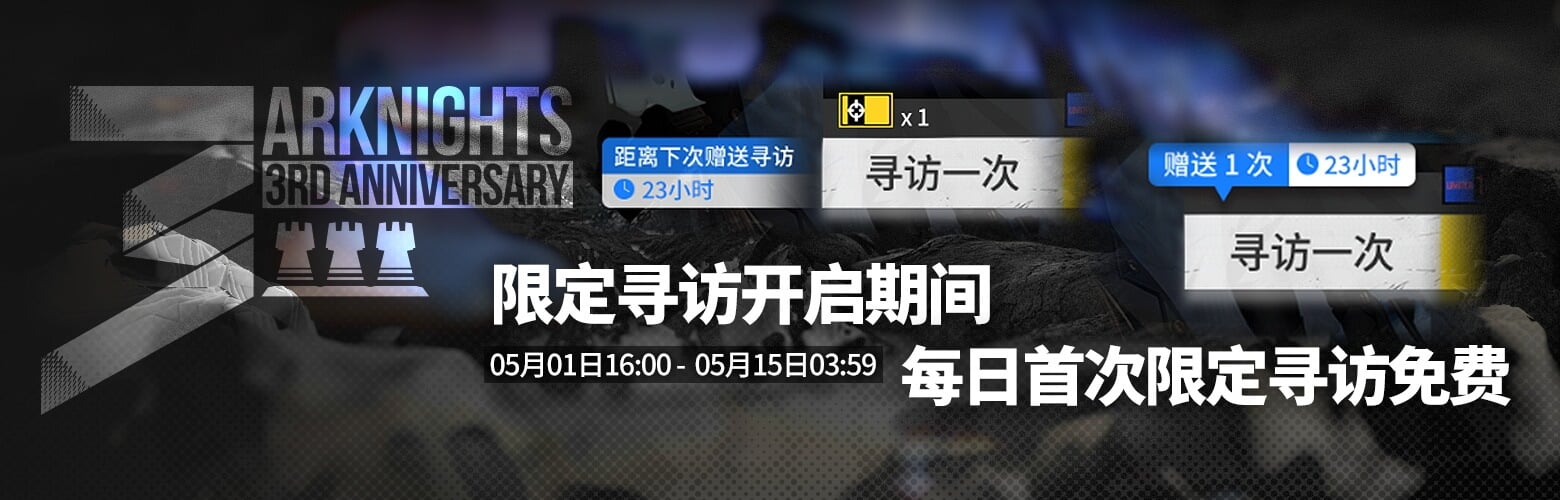 ARKNIGHTS
3RD ANNIVERSARY
x1
距离下次赠送寻访
23小时
寻访一次
赠送1次
23小时
寻访一次
限定寻访开启期间
05月01日16:00 - 05月15日03:59
每日首次限定寻访免费